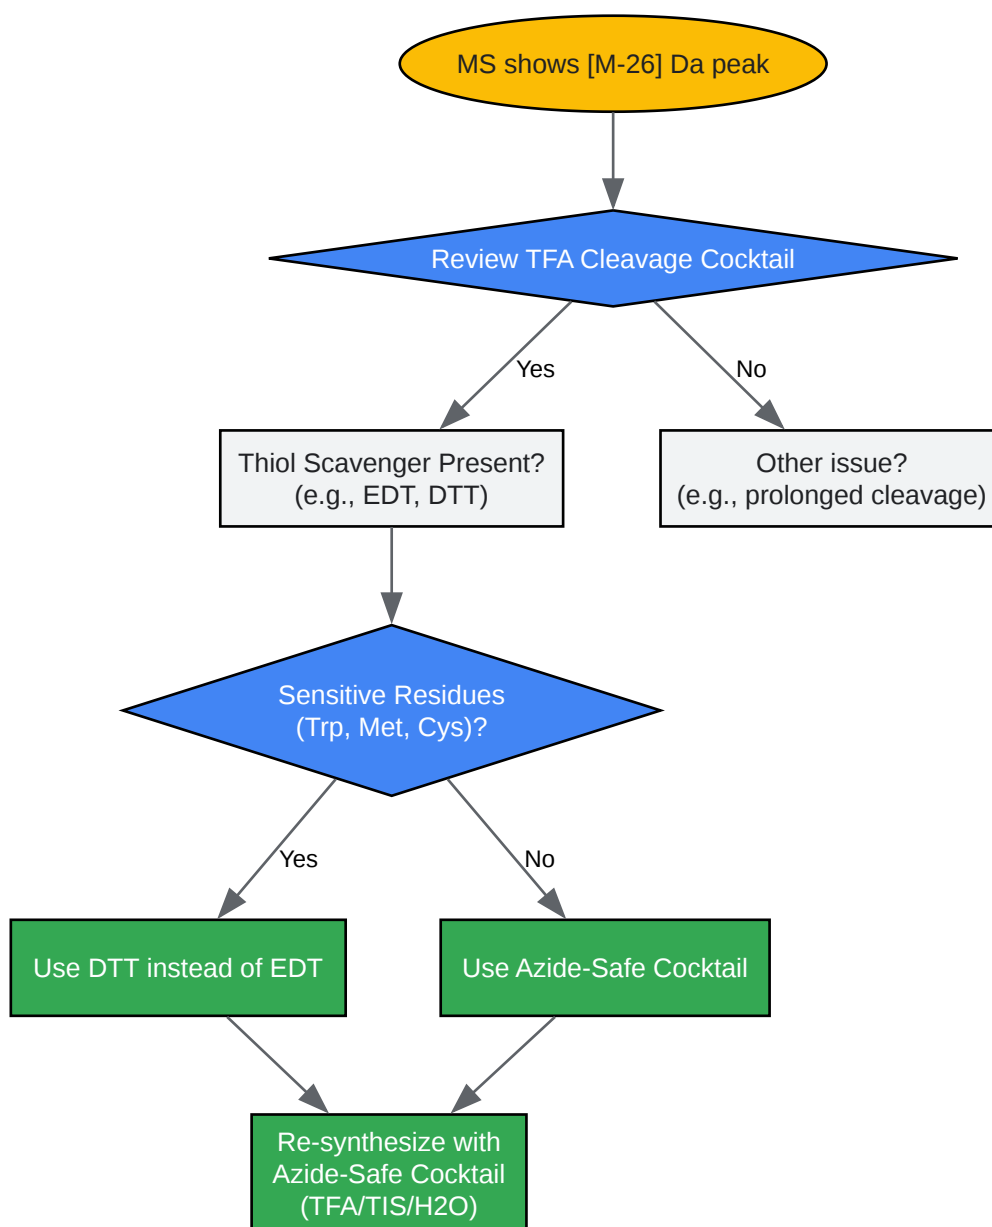 MS shows [M-26] Da peak
Review TFA Cleavage Cocktail
Yes
No
Thiol Scavenger Present?
(e.g., EDT, DTT)
Other issue?
(e.g., prolonged cleavage)
Sensitive Residues
(Trp, Met, Cys)?
Yes
No
Use DTT instead of EDT
Use Azide-Safe Cocktail
Re-synthesize with
Azide-Safe Cocktail
(TFA/TIS/H2O)